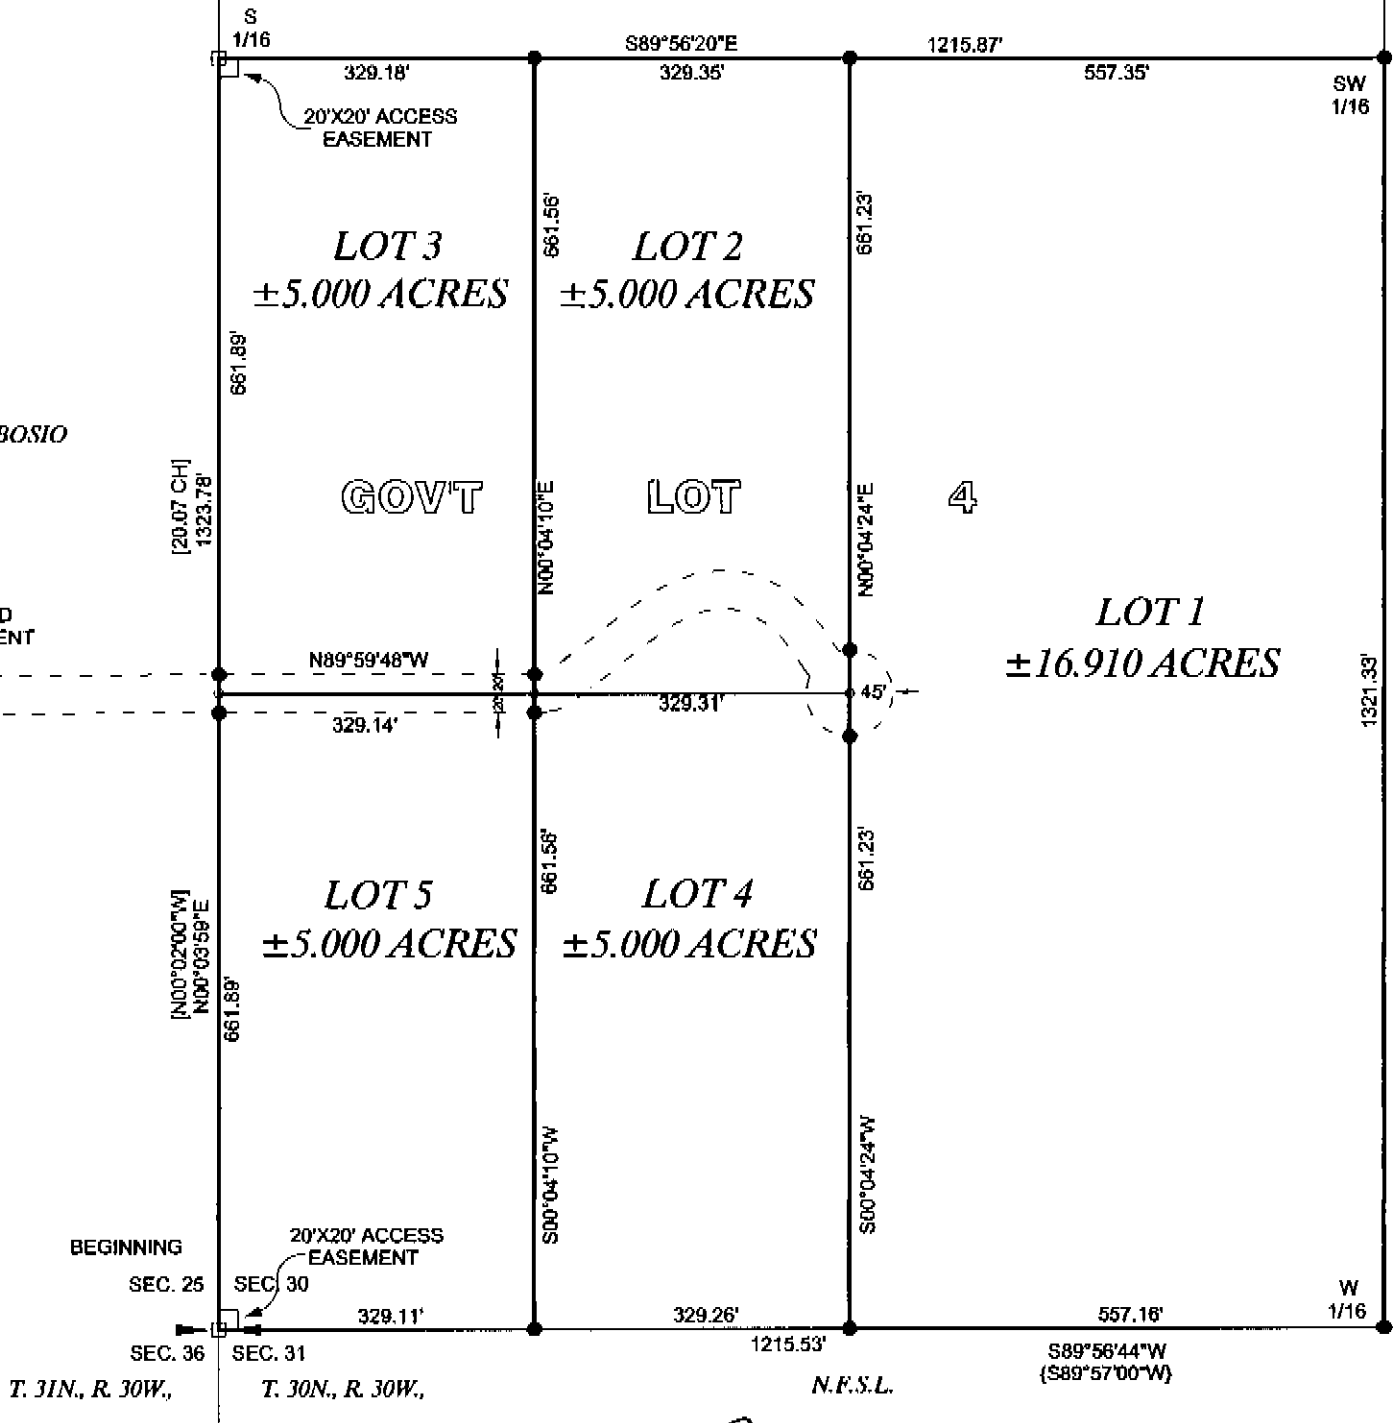 S
1/16
S89°56'20"E
1215.87'
329.18'
329.35'
557.35'
SW
1/16
20'X20' ACCESS
EASEMENT
661.56'
661.23'
LOT 3
±5.000 ACRES
LOT 2
±5.000 ACRES
661.89'
BOSIO
[20.07 CH]
1323.78'
GOV'T LOT 4
N00°04'10"E
N00°04'24"E
D
ENT
LOT 1
±16.910 ACRES
1321.33'
N89°59'48"W
20'
20'
45'
329.14'
329.31'
661.56'
661.23'
LOT 5
±5.000 ACRES
LOT 4
±5.000 ACRES
[N00°02'00"W]
N00°03'59"E
661.89'
S00°04'10"W
S00°04'24"W
BEGINNING
20'X20' ACCESS
EASEMENT
SEC. 25
SEC. 30
W
1/16
329.11'
329.26'
557.16'
1215.53'
SEC. 36
SEC. 31
S89°56'44"W
{S89°57'00"W}
T. 31N., R. 30W.,
T. 30N., R. 30W.,
N.F.S.L.